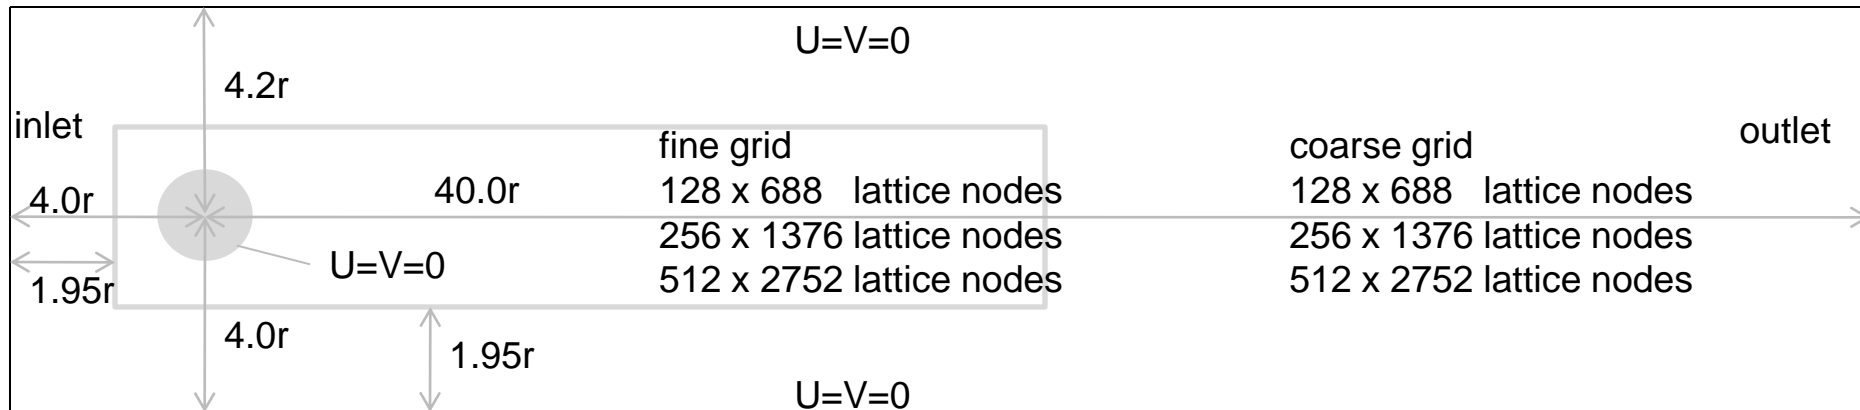 U=V=0
4.2r
inlet
outlet
fine grid
128 x 688 lattice nodes
256 x 1376 lattice nodes
512 x 2752 lattice nodes
coarse grid
128 x 688 lattice nodes
256 x 1376 lattice nodes
512 x 2752 lattice nodes
4.0r
40.0r
U=V=0
1.95r
4.0r
1.95r
U=V=0